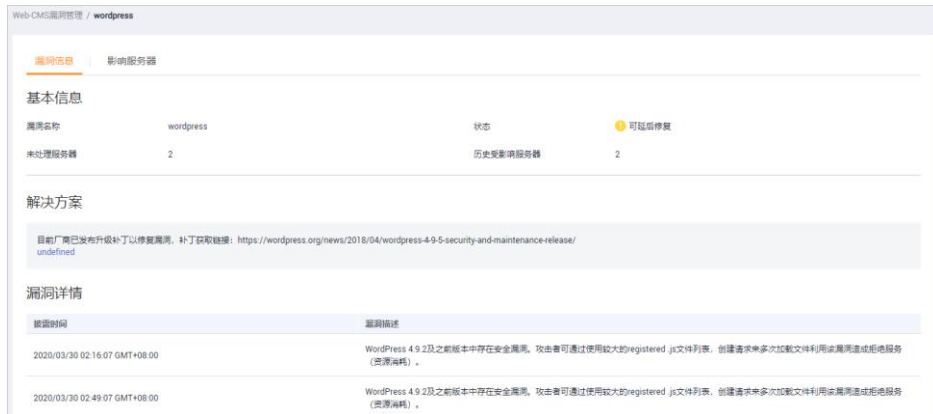 Web-CMS漏洞管理 / wordpress
漏洞信息 影响服务器
基本信息
漏洞名称 wordpress 状态 可延后修复
未处理服务器 2 历史受影响服务器 2
解决方案
目前厂商已发布升级补丁以修复漏洞，补丁获取链接：https://wordpress.org/news/2018/04/wordpress-4-9-5-security-and-maintenance-release/
undefined
漏洞详情
披露时间 漏洞描述
2020/03/30 02:16:07 GMT+08:00 WordPress 4.9.2及之前版本中存在安全漏洞。攻击者可通过使用较大的registered .js文件列表，创建请求来多次加载文件利用该漏洞造成拒绝服务
（资源消耗）。
2020/03/30 02:49:07 GMT+08:00 WordPress 4.9.2及之前版本中存在安全漏洞。攻击者可通过使用较大的registered .js文件列表，创建请求来多次加载文件利用该漏洞造成拒绝服务
（资源消耗）。